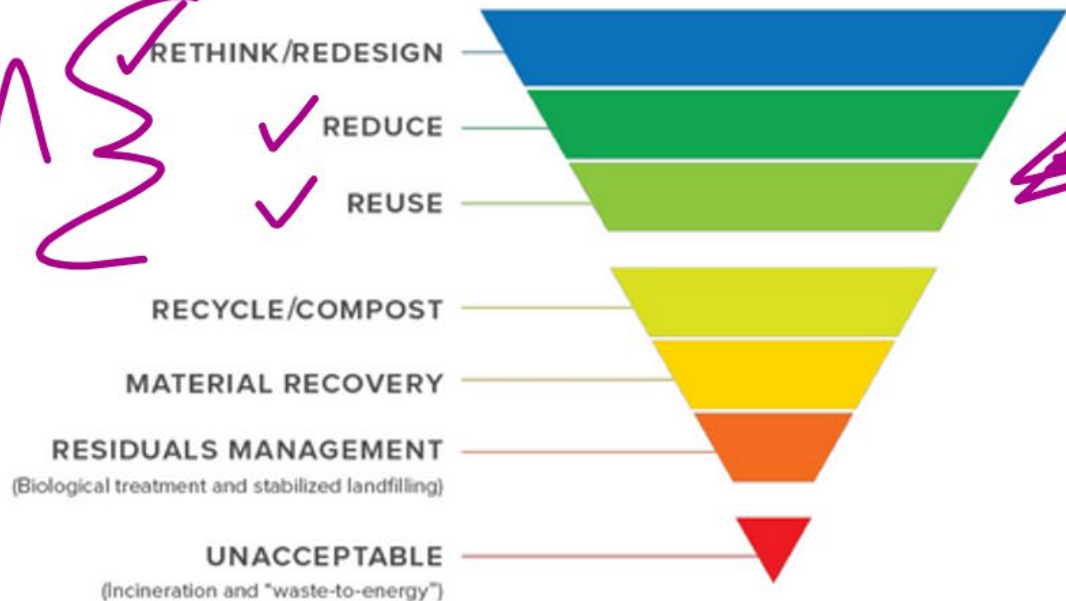 RETHINK/REDESIGN
REDUCE
REUSE
RECYCLE/COMPOST
MATERIAL RECOVERY
RESIDUALS MANAGEMENT
(Biological treatment and stabilized landfilling)
UNACCEPTABLE
(Incineration and "waste-to-energy")